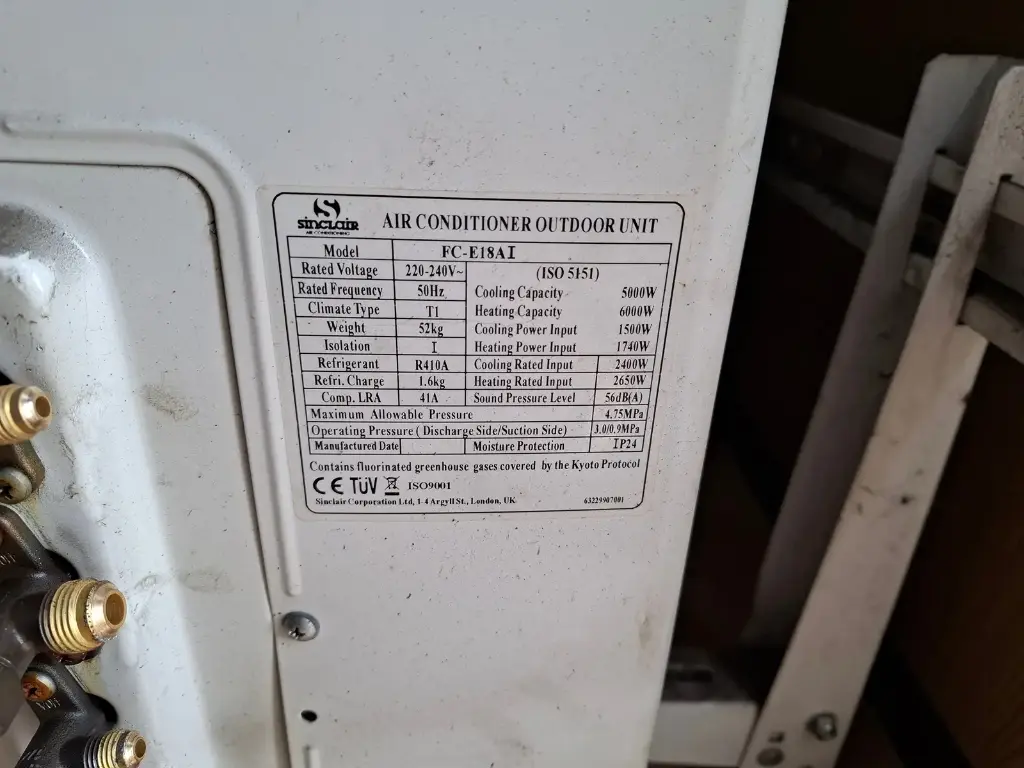 SINCLAIR
AIR CONDITIONING
AIR CONDITIONER OUTDOOR UNIT
Model FC-E18AI
Rated Voltage 220-240V~ (ISO 5151)
Rated Frequency 50Hz Cooling Capacity 5000W
Climate Type T1 Heating Capacity 6000W
Weight 52kg Cooling Power Input 1500W
Isolation I Heating Power Input 1740W
Refrigerant R410A Cooling Rated Input 2400W
Refri. Charge 1.6kg Heating Rated Input 2650W
Comp. LRA 41A Sound Pressure Level 56dB(A)
Maximum Allowable Pressure 4.75MPa
Operating Pressure ( Discharge Side/Suction Side) 3.0/0.9MPa
Manufactured Date Moisture Protection IP24
Contains fluorinated greenhouse gases covered by the Kyoto Protocol
CE TÜV ISO9001
Sinclair Corporation Ltd, 1-4 Argyll St., London, UK 63229907001